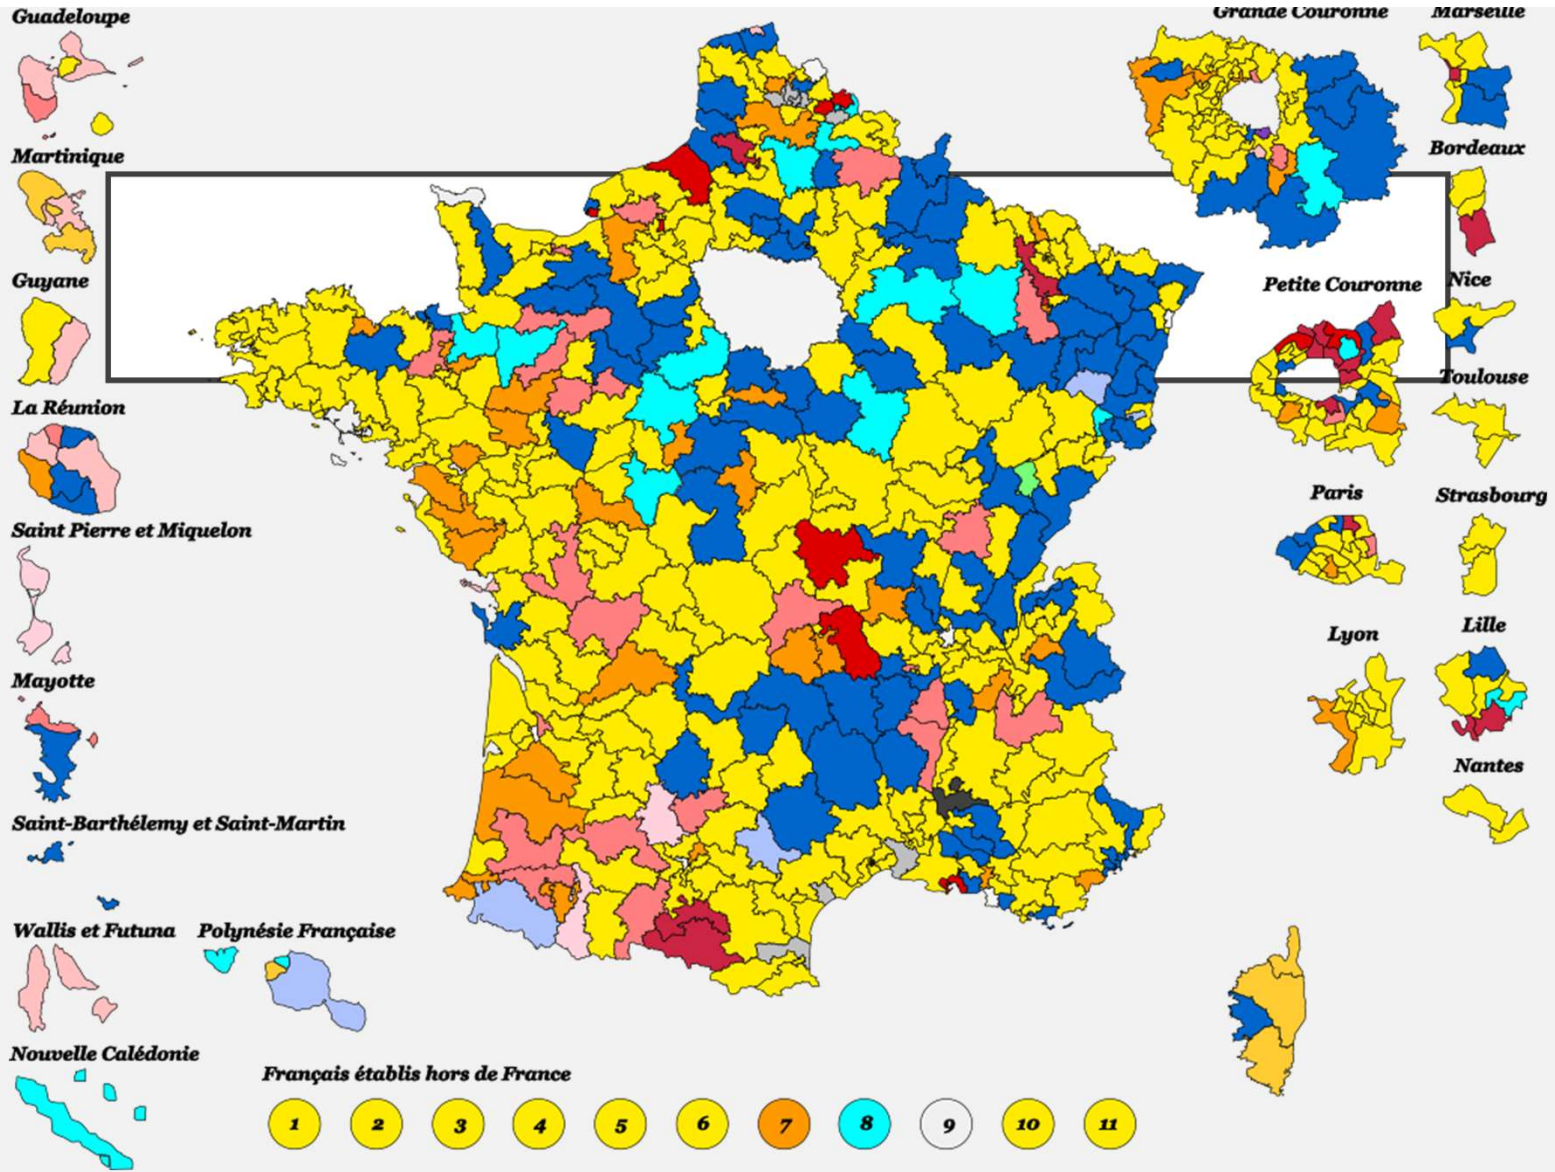 Guadeloupe
Grande Couronne
Marseille
Martinique
Bordeaux
Guyane
Petite Couronne
Nice
La Réunion
Toulouse
Saint Pierre et Miquelon
Paris
Strasbourg
Mayotte
Lyon
Lille
Nantes
Saint-Barthélemy et Saint-Martin
Wallis et Futuna
Polynésie Française
Nouvelle Calédonie
Français établis hors de France
1 2 3 4 5 6 7 8 9 10 11